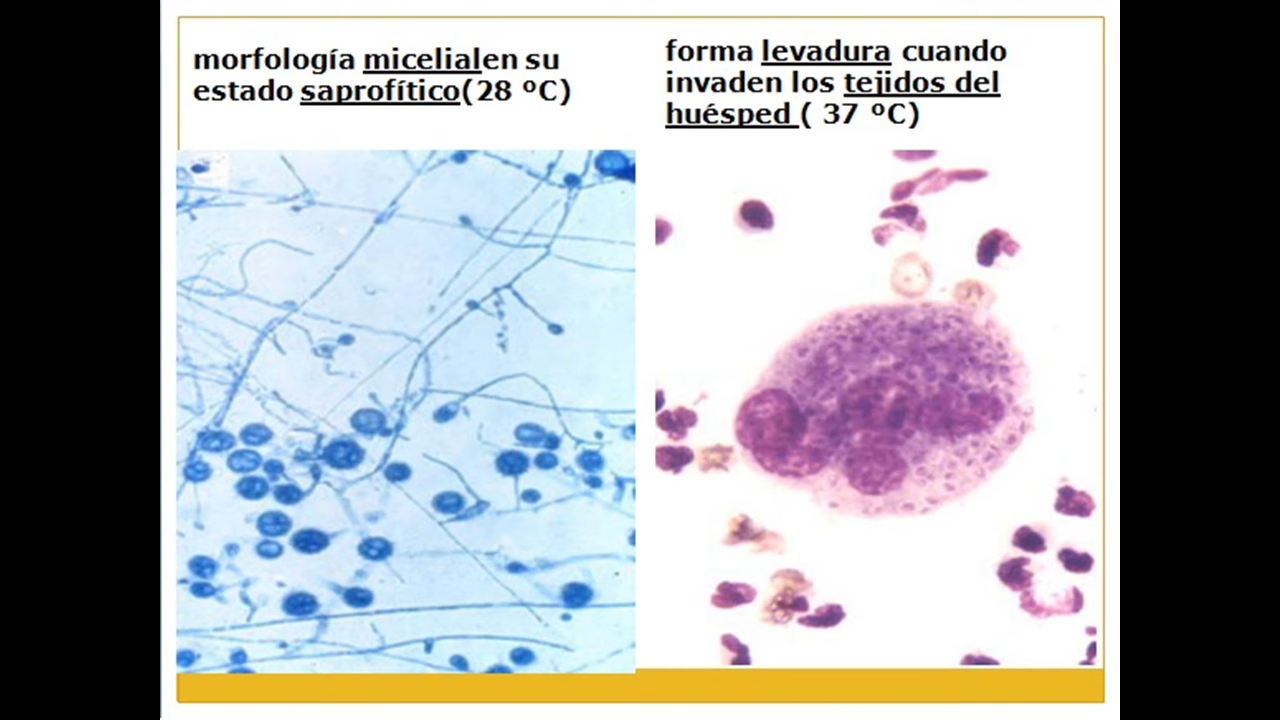 morfología micelialen su
estado saprofítico(28 ºC)
forma levadura cuando
invaden los tejidos del
huésped ( 37 ºC)